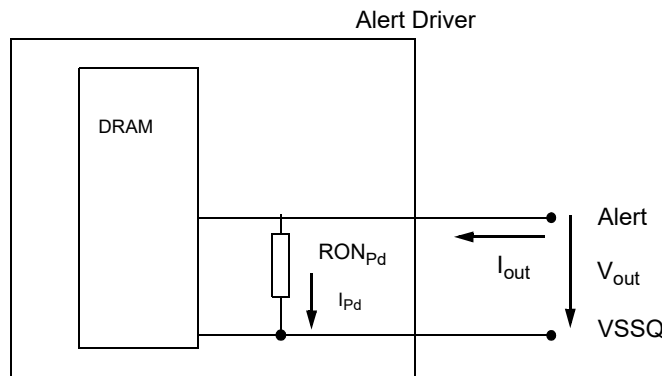 Alert Driver
DRAM
Alert
RONPd
Iout
Vout
IPd
VSSQ